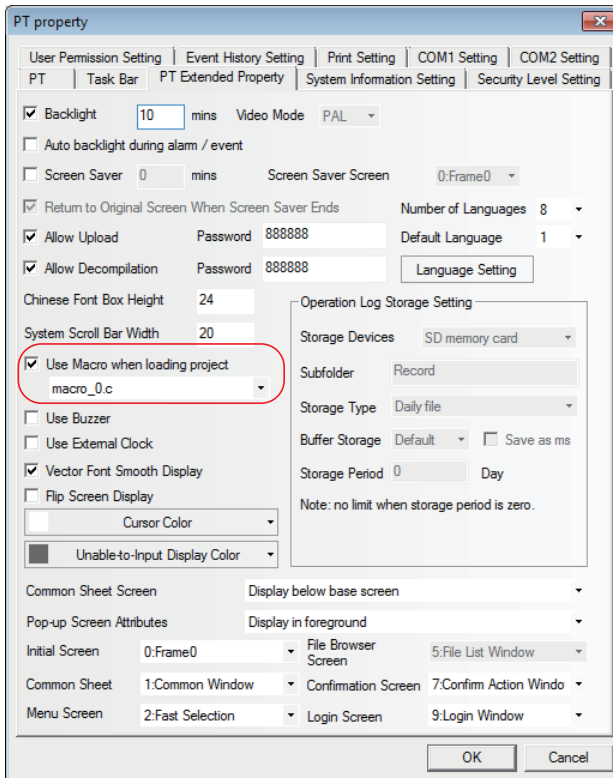 PT property
User Permission Setting Event History Setting Print Setting COM1 Setting COM2 Setting
PT Task Bar PT Extended Property System Information Setting Security Level Setting
Backlight 10 mins Video Mode PAL
Auto backlight during alarm / event
Screen Saver 0 mins Screen Saver Screen 0:Frame0
Return to Original Screen When Screen Saver Ends Number of Languages 8
Allow Upload Password 888888 Default Language 1
Allow Decompilation Password 888888 Language Setting
Chinese Font Box Height 24
Operation Log Storage Setting
System Scroll Bar Width 20
Storage Devices SD memory card
Use Macro when loading project
Subfolder Record
macro_0.c
Storage Type Daily file
Use Buzzer
Use External Clock
Buffer Storage Default Save as ms
Vector Font Smooth Display
Storage Period 0 Day
Flip Screen Display
Note: no limit when storage period is zero.
Cursor Color
Unable-to-Input Display Color
Common Sheet Screen Display below base screen
Pop-up Screen Attributes Display in foreground
Initial Screen 0:Frame0 File Browser Screen 5:File List Window
Common Sheet 1:Common Window Confirmation Screen 7:Confirm Action Windo
Menu Screen 2:Fast Selection Login Screen 9:Login Window
OK Cancel